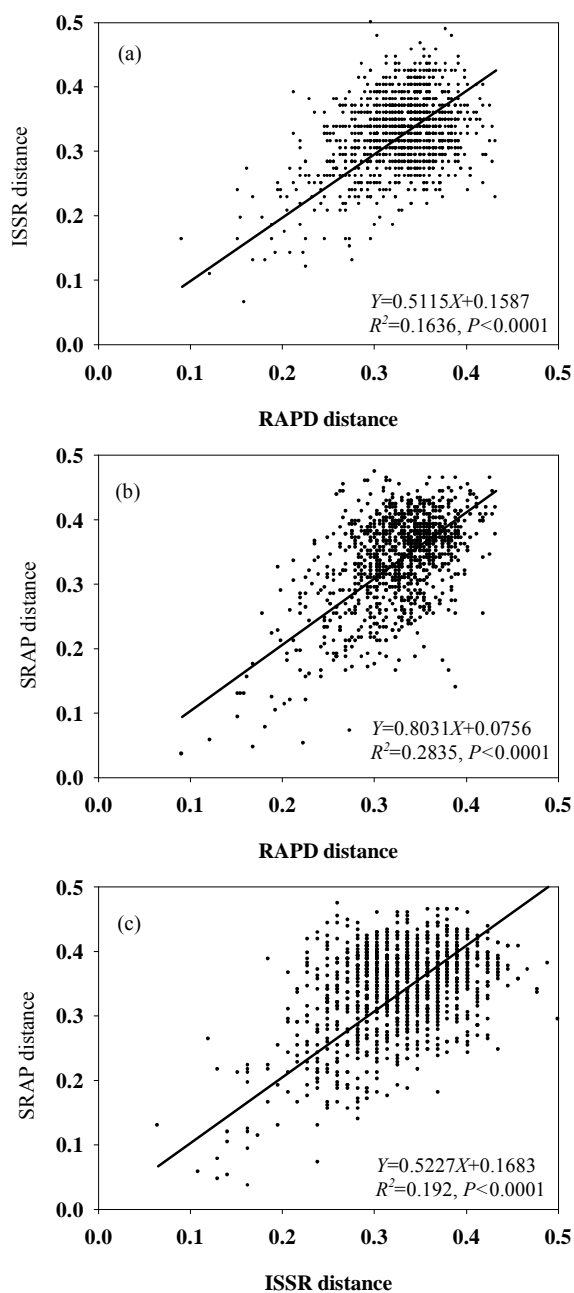 0.5
(a)
0.4
0.3
0.2
0.1
0.0
ISSR distance
Y=0.5115X+0.1587
R²=0.1636, P<0.0001
0.0 0.1 0.2 0.3 0.4 0.5
RAPD distance
0.5
(b)
0.4
0.3
0.2
0.1
0.0
SRAP distance
Y=0.8031X+0.0756
R²=0.2835, P<0.0001
0.0 0.1 0.2 0.3 0.4 0.5
RAPD distance
0.5
(c)
0.4
0.3
0.2
0.1
0.0
SRAP distance
Y=0.5227X+0.1683
R²=0.192, P<0.0001
0.0 0.1 0.2 0.3 0.4 0.5
ISSR distance